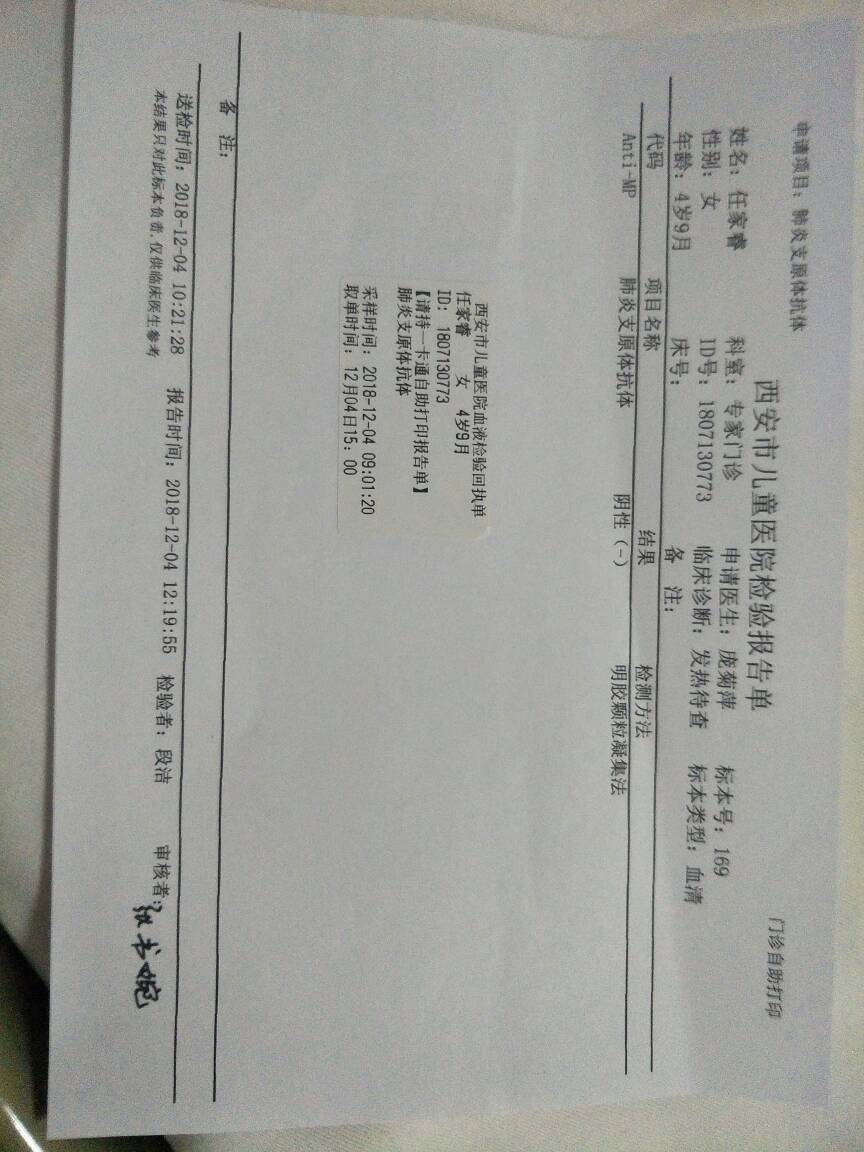 申请项目：肺炎支原体抗体
门诊自助打印
西安市儿童医院检验报告单
姓名：任家睿 科室：专家门诊 申请医生：庞菊萍 标本号：169
性别：女 ID号：1807130773 临床诊断：发热待查 标本类型：血清
年龄：4岁9月 床号： 备 注：
代码 项目名称 结果 检测方法
Anti-MP 肺炎支原体抗体 阴性(-) 明胶颗粒凝集法
西安市儿童医院血液检验回执单
任家睿 女 4岁9月
ID：1807130773
【请持一卡通自助打印报告单】
肺炎支原体抗体
采样时间：2018-12-04 09:01:20
取单时间：12月04日15：00
备 注：
送检时间：2018-12-04 10:21:28 报告时间：2018-12-04 12:19:55 检验者：段洁 审核者：
本结果只对此标本负责,仅供临床医生参考